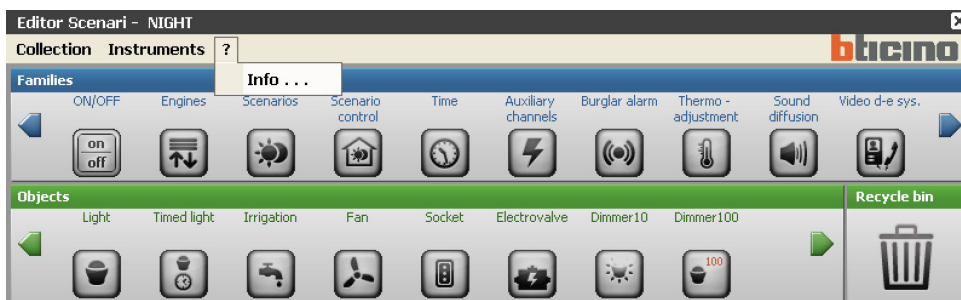 Editor Scenari - NIGHT
Collection Instruments ?
bticino
Info . . .
Families
ON/OFF Engines Scenarios Scenario control Time Auxiliary channels Burglar alarm Thermo - adjustment Sound diffusion Video d-e sys.
on
off
Objects
Recycle bin
Light Timed light Irrigation Fan Socket Electrovalve Dimmer10 Dimmer100
100